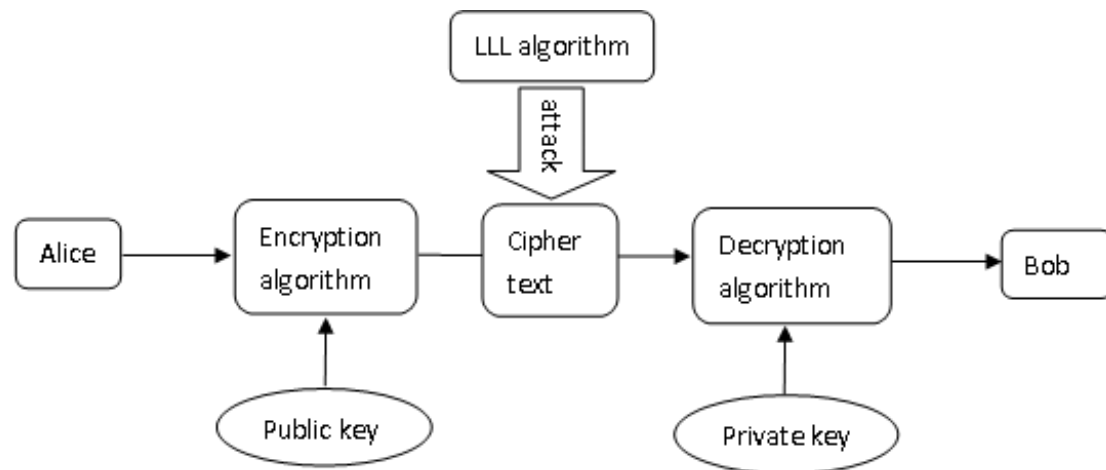 LLL algorithm
attack
Alice
Encryption
algorithm
Cipher
text
Decryption
algorithm
Bob
Public key
Private key